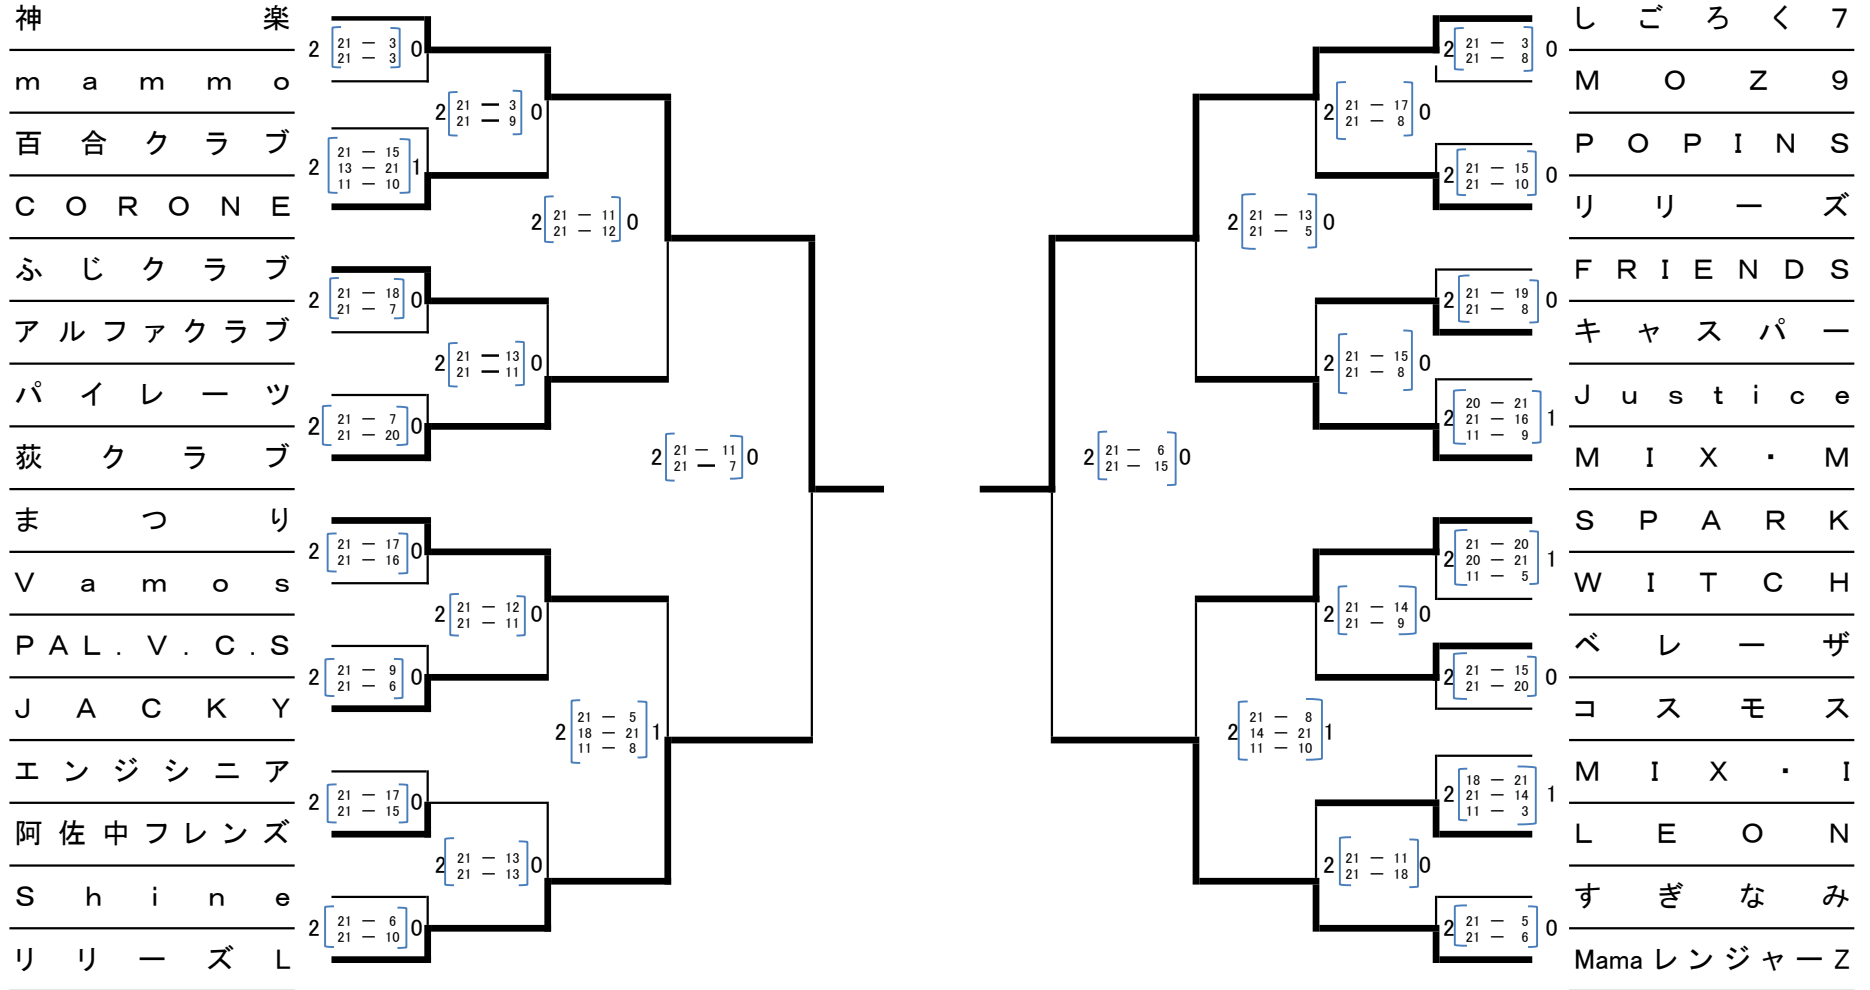 神楽
mammo
百合クラブ
CORONE
ふじクラブ
アルファクラブ
パイレーツ
荻クラブ
まつり
Vamos
PAL.V.C.S
JACKY
エンジシニア
阿佐中フレンズ
Shine
リリーズL
2 21 － 3 0
21 － 3
2 21 － 15 1
13 － 21
11 － 10
2 21 － 18 0
21 － 7
2 21 － 7 0
21 － 20
2 21 － 17 0
21 － 16
2 21 － 9 0
21 － 6
2 21 － 17 0
21 － 15
2 21 － 6 0
21 － 10
2 21 － 3 0
21 － 9
2 21 － 13 0
21 － 11
2 21 － 12 0
21 － 11
2 21 － 13 0
21 － 13
2 21 － 11 0
21 － 12
2 21 － 5 1
18 － 21
11 － 8
2 21 － 11 0
21 － 7
2 21 － 6 0
21 － 15
2 21 － 13 0
21 － 5
2 21 － 8 1
14 － 21
11 － 10
2 21 － 17 0
21 － 8
2 21 － 15 0
21 － 8
2 21 － 14 0
21 － 9
2 21 － 11 0
21 － 18
2 21 － 3 0
21 － 8
2 21 － 15 0
21 － 10
2 21 － 19 0
21 － 8
2 20 － 21 1
21 － 16
11 － 9
2 21 － 20 1
20 － 21
11 － 5
2 21 － 15 0
21 － 20
2 18 － 21 1
21 － 14
11 － 3
2 21 － 5 0
21 － 6
しごろく7
MOZ9
POPINS
リリーズ
FRIENDS
キャスパー
Justice
MIX・M
SPARK
WITCH
ベレーザ
コスモス
MIX・I
LEON
すぎなみ
MamaレンジャーZ